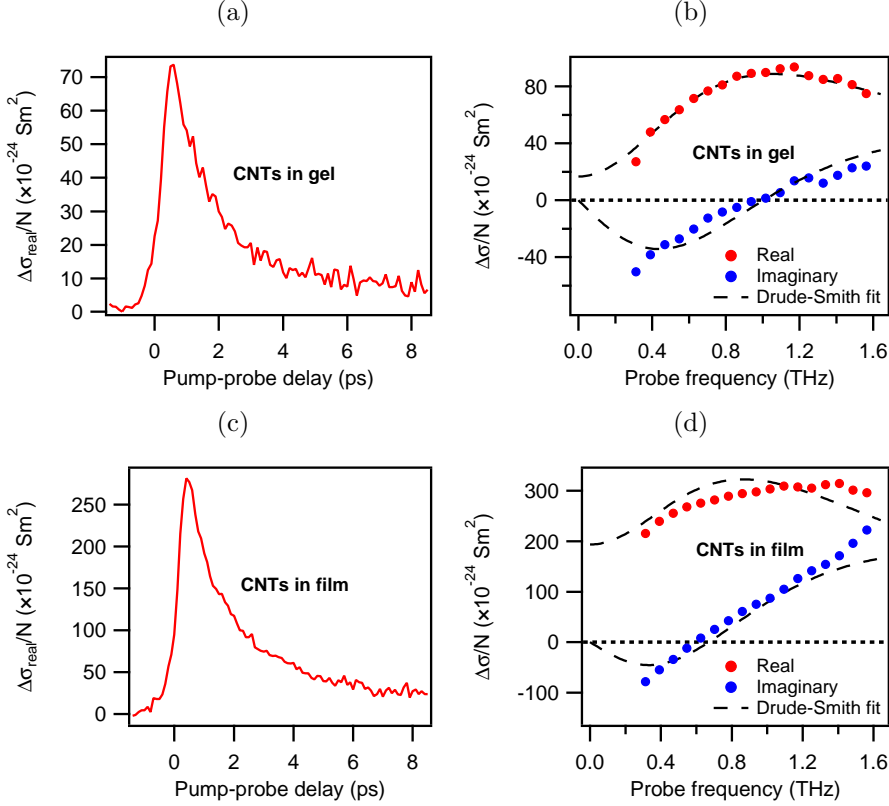 (a)
Δσreal/N (×10⁻²⁴ Sm²)
70
60
50
40
30
20
10
0
CNTs in gel
0 2 4 6 8
Pump-probe delay (ps)
(b)
Δσ/N (×10⁻²⁴ Sm²)
80
40
0
-40
CNTs in gel
Real
Imaginary
Drude-Smith fit
0.0 0.4 0.8 1.2 1.6
Probe frequency (THz)
(c)
Δσreal/N (×10⁻²⁴ Sm²)
250
200
150
100
50
0
CNTs in film
0 2 4 6 8
Pump-probe delay (ps)
(d)
Δσ/N (×10⁻²⁴ Sm²)
300
200
100
0
-100
CNTs in film
Real
Imaginary
Drude-Smith fit
0.0 0.4 0.8 1.2 1.6
Probe frequency (THz)